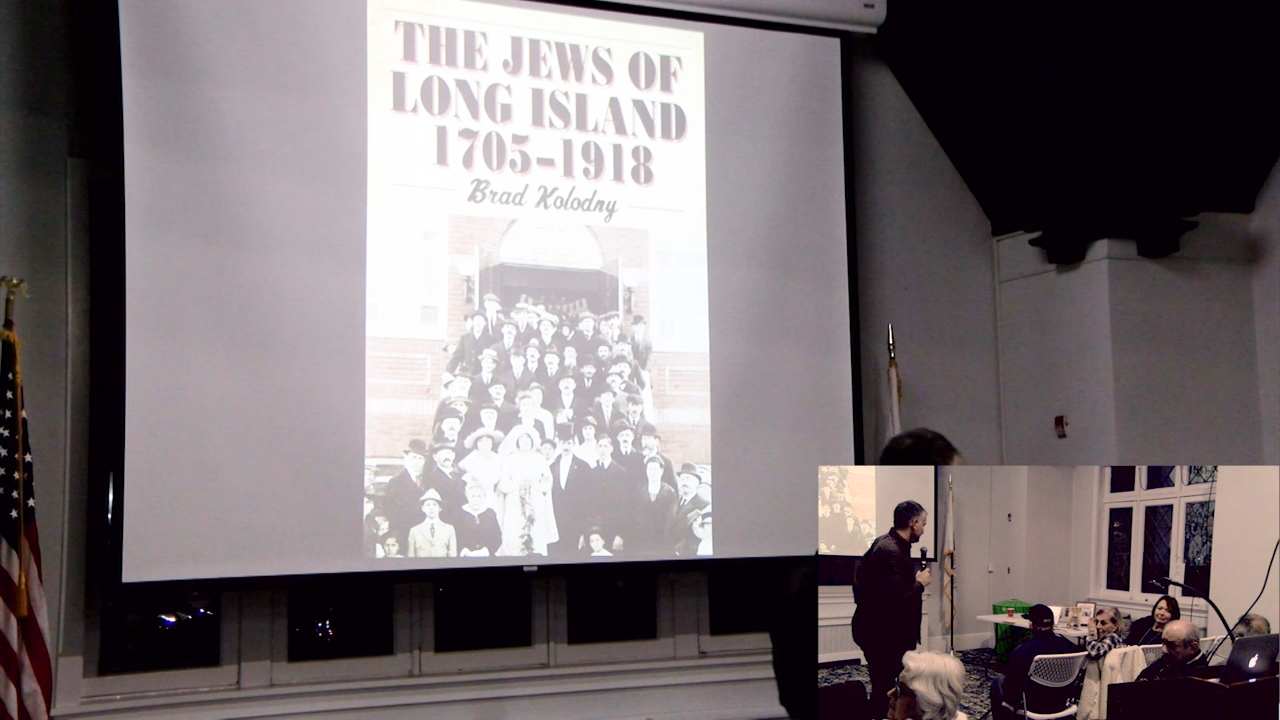 THE JEWS OF
LONG ISLAND
1705–1918
Brad Kolodny